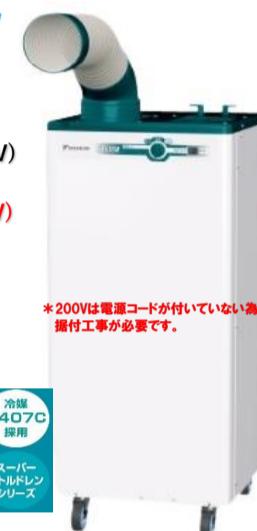 V)
V)
DAIKIN
*200Vは電源コードが付いていない為
据付工事が必要です。
冷媒
407C
採用
スーパー
トルドレン
シリーズ